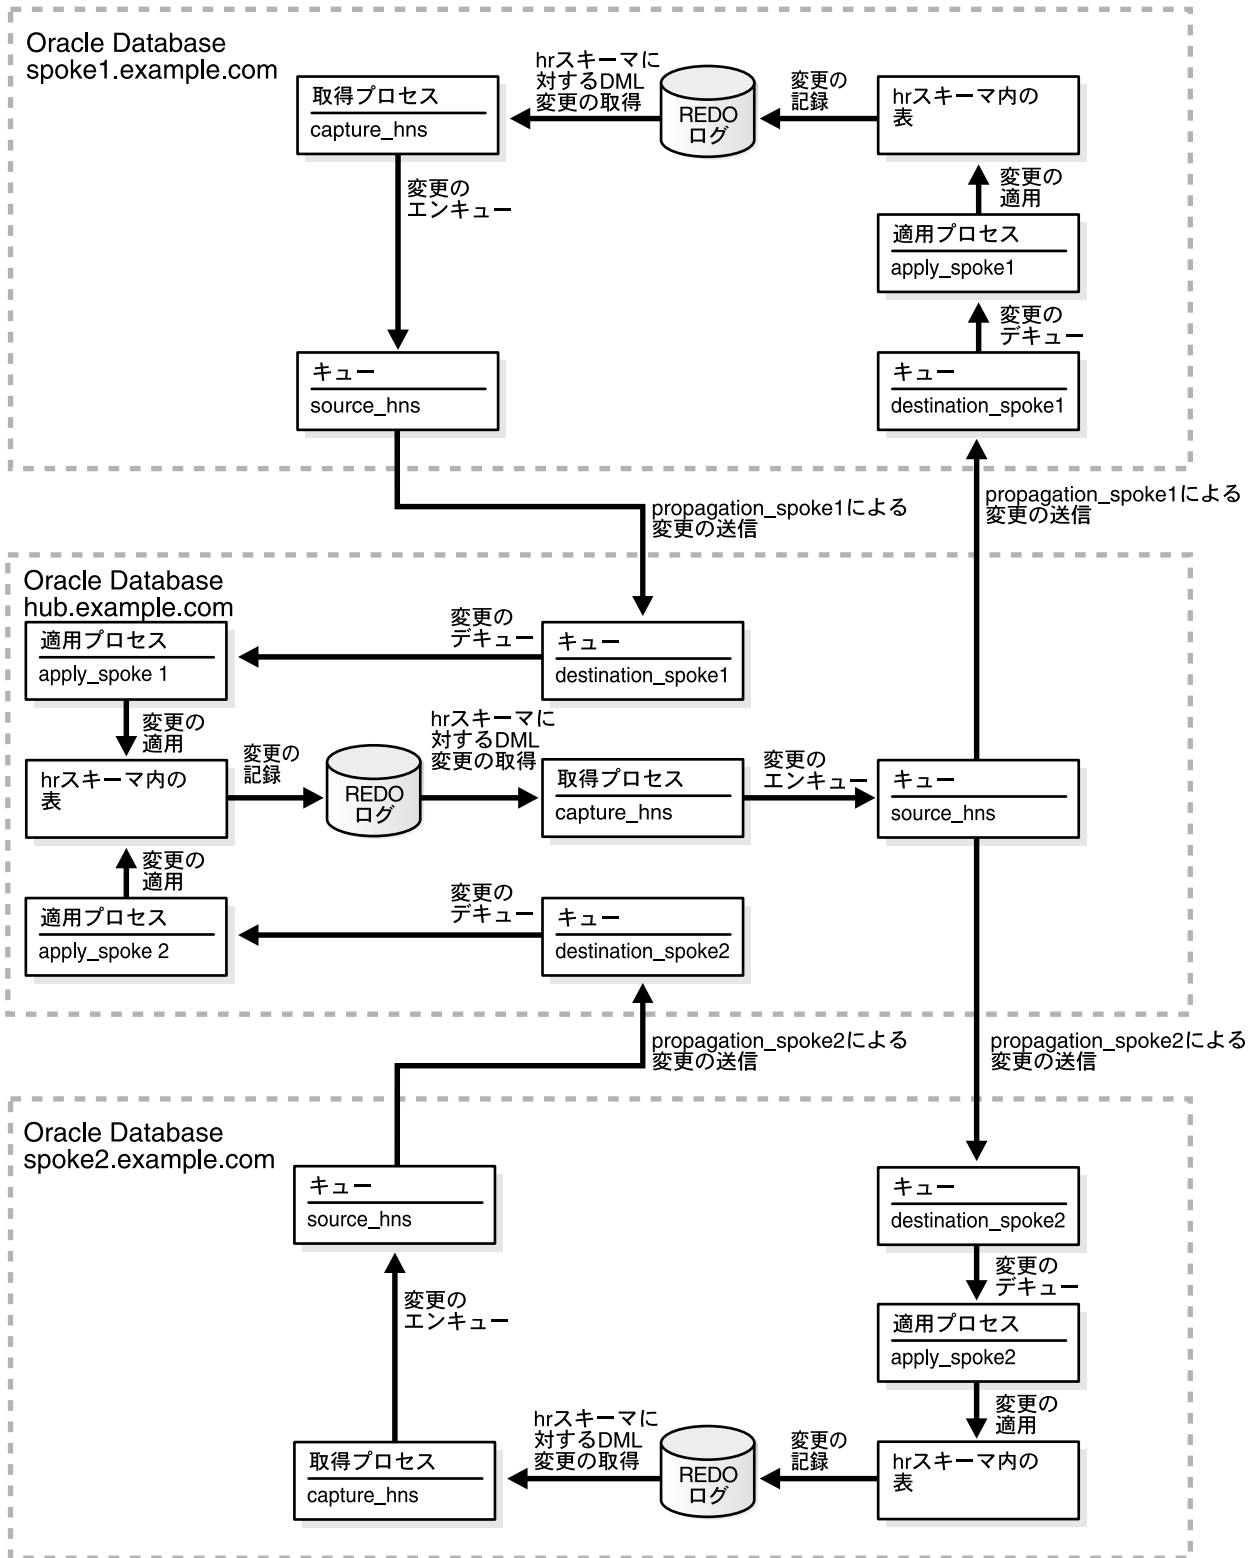 Oracle Database
spoke1.example.com
取得プロセス
capture_hns
hrスキーマに
対するDML
変更の取得
REDO
ログ
変更の
記録
hrスキーマ内の
表
変更の
エンキュー
変更の
適用
適用プロセス
apply_spoke1
変更の
デキュー
キュー
source_hns
キュー
destination_spoke1
propagation_spoke1による
変更の送信
propagation_spoke1による
変更の送信
Oracle Database
hub.example.com
適用プロセス
apply_spoke 1
変更の
デキュー
キュー
destination_spoke1
変更の
適用
hrスキーマ内の
表
変更の
記録
REDO
ログ
hrスキーマに
対するDML
変更の取得
取得プロセス
capture_hns
変更の
エンキュー
キュー
source_hns
変更の
適用
適用プロセス
apply_spoke 2
変更の
デキュー
キュー
destination_spoke2
propagation_spoke2による
変更の送信
propagation_spoke2による
変更の送信
Oracle Database
spoke2.example.com
キュー
source_hns
キュー
destination_spoke2
変更の
デキュー
変更の
エンキュー
適用プロセス
apply_spoke2
変更の
適用
取得プロセス
capture_hns
hrスキーマに
対するDML
変更の取得
REDO
ログ
変更の
記録
hrスキーマ内の
表